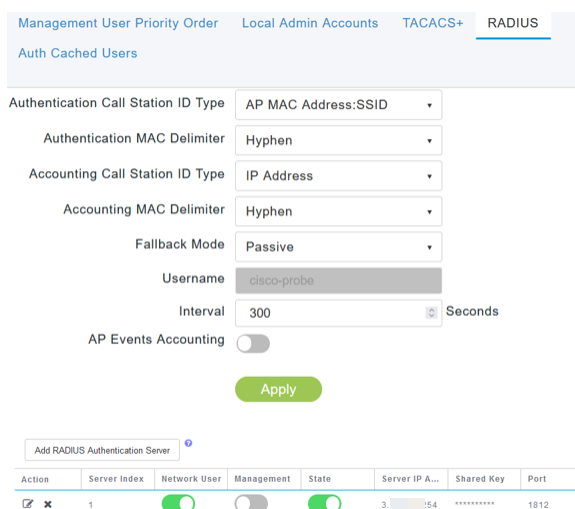 Management User Priority Order Local Admin Accounts TACACS+ RADIUS
Auth Cached Users
Authentication Call Station ID Type AP MAC Address:SSID
Authentication MAC Delimiter Hyphen
Accounting Call Station ID Type IP Address
Accounting MAC Delimiter Hyphen
Fallback Mode Passive
Username cisco-probe
Interval 300 Seconds
AP Events Accounting
Apply
Add RADIUS Authentication Server ?
Action Server Index Network User Management State Server IP A... Shared Key Port
1 3. 54 ********** 1812